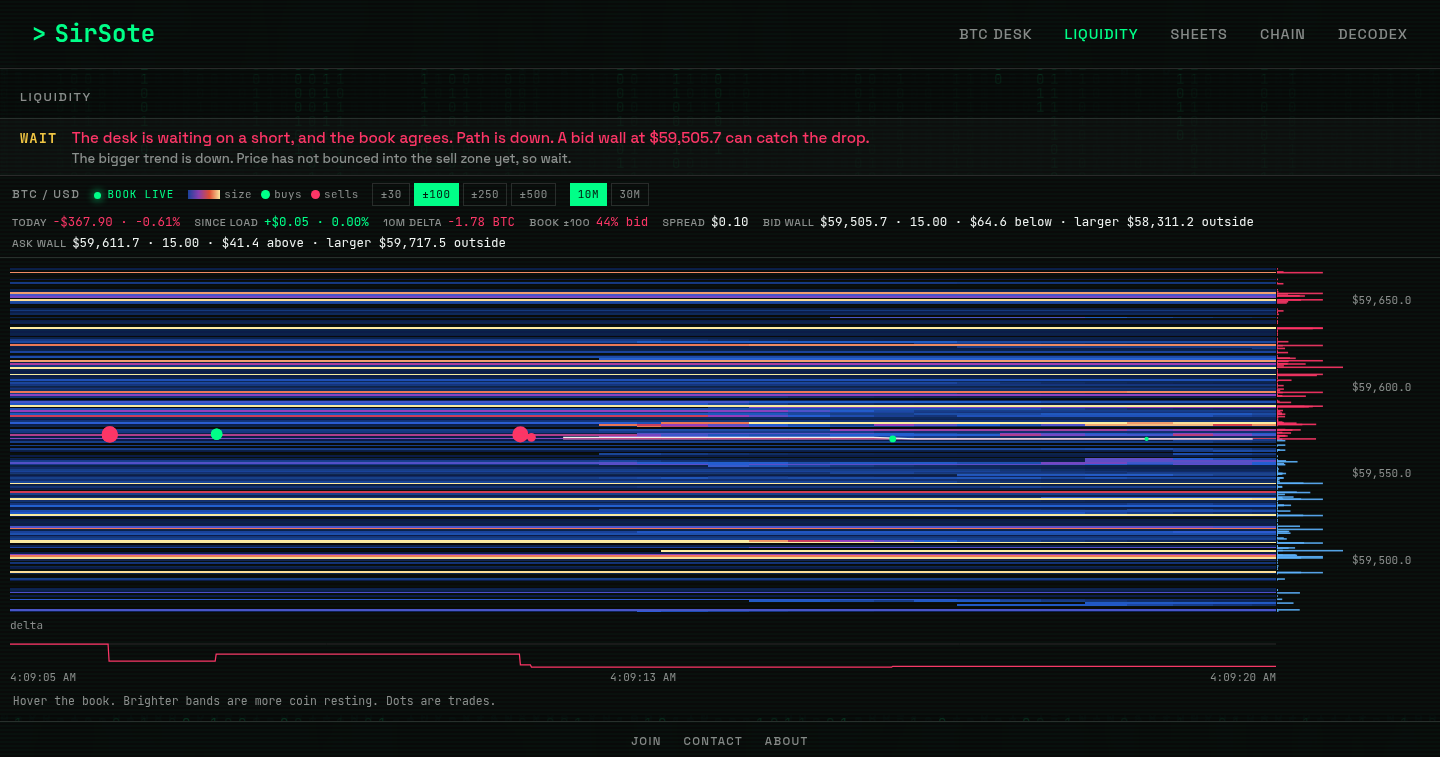 > SirSote
BTC DESK LIQUIDITY SHEETS CHAIN DECODEX
LIQUIDITY
WAIT The desk is waiting on a short, and the book agrees. Path is down. A bid wall at $59,505.7 can catch the drop.
The bigger trend is down. Price has not bounced into the sell zone yet, so wait.
BTC / USD BOOK LIVE size buys sells ±30 ±100 ±250 ±500 10M 30M
TODAY -$367.90 · -0.61% SINCE LOAD +$0.05 · 0.00% 10M DELTA -1.78 BTC BOOK ±100 44% bid SPREAD $0.10 BID WALL $59,505.7 · 15.00 · $64.6 below · larger $58,311.2 outside
ASK WALL $59,611.7 · 15.00 · $41.4 above · larger $59,717.5 outside
$59,650.0
$59,600.0
$59,550.0
$59,500.0
delta
4:09:05 AM 4:09:13 AM 4:09:20 AM
Hover the book. Brighter bands are more coin resting. Dots are trades.
JOIN CONTACT ABOUT